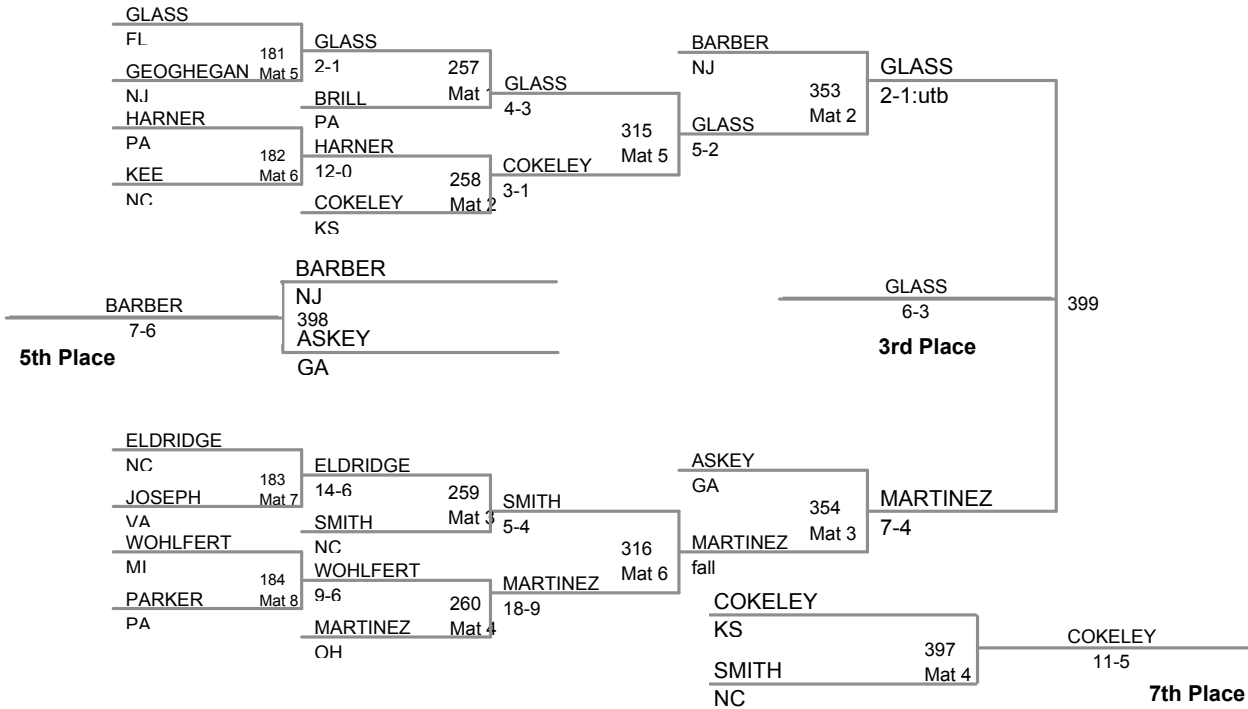 GLASS
FL
181
Mat 5
GEOGHEGAN
NJ
GLASS
2-1
257
Mat 1
BRILL
PA
HARNER
PA
182
Mat 6
KEE
NC
HARNER
12-0
258
Mat 2
COKELEY
KS
GLASS
4-3
315
Mat 5
COKELEY
3-1
BARBER
NJ
353
Mat 2
GLASS
5-2
GLASS
2-1:utb
BARBER
NJ
398
ASKEY
GA
BARBER
7-6
5th Place
GLASS
6-3
3rd Place
399
ELDRIDGE
NC
183
Mat 7
JOSEPH
VA
ELDRIDGE
14-6
259
Mat 3
SMITH
NC
WOHLFERT
MI
184
Mat 8
PARKER
PA
WOHLFERT
9-6
260
Mat 4
MARTINEZ
OH
SMITH
5-4
316
Mat 6
MARTINEZ
18-9
ASKEY
GA
354
Mat 3
MARTINEZ
fall
MARTINEZ
7-4
COKELEY
KS
397
Mat 4
SMITH
NC
COKELEY
11-5
7th Place